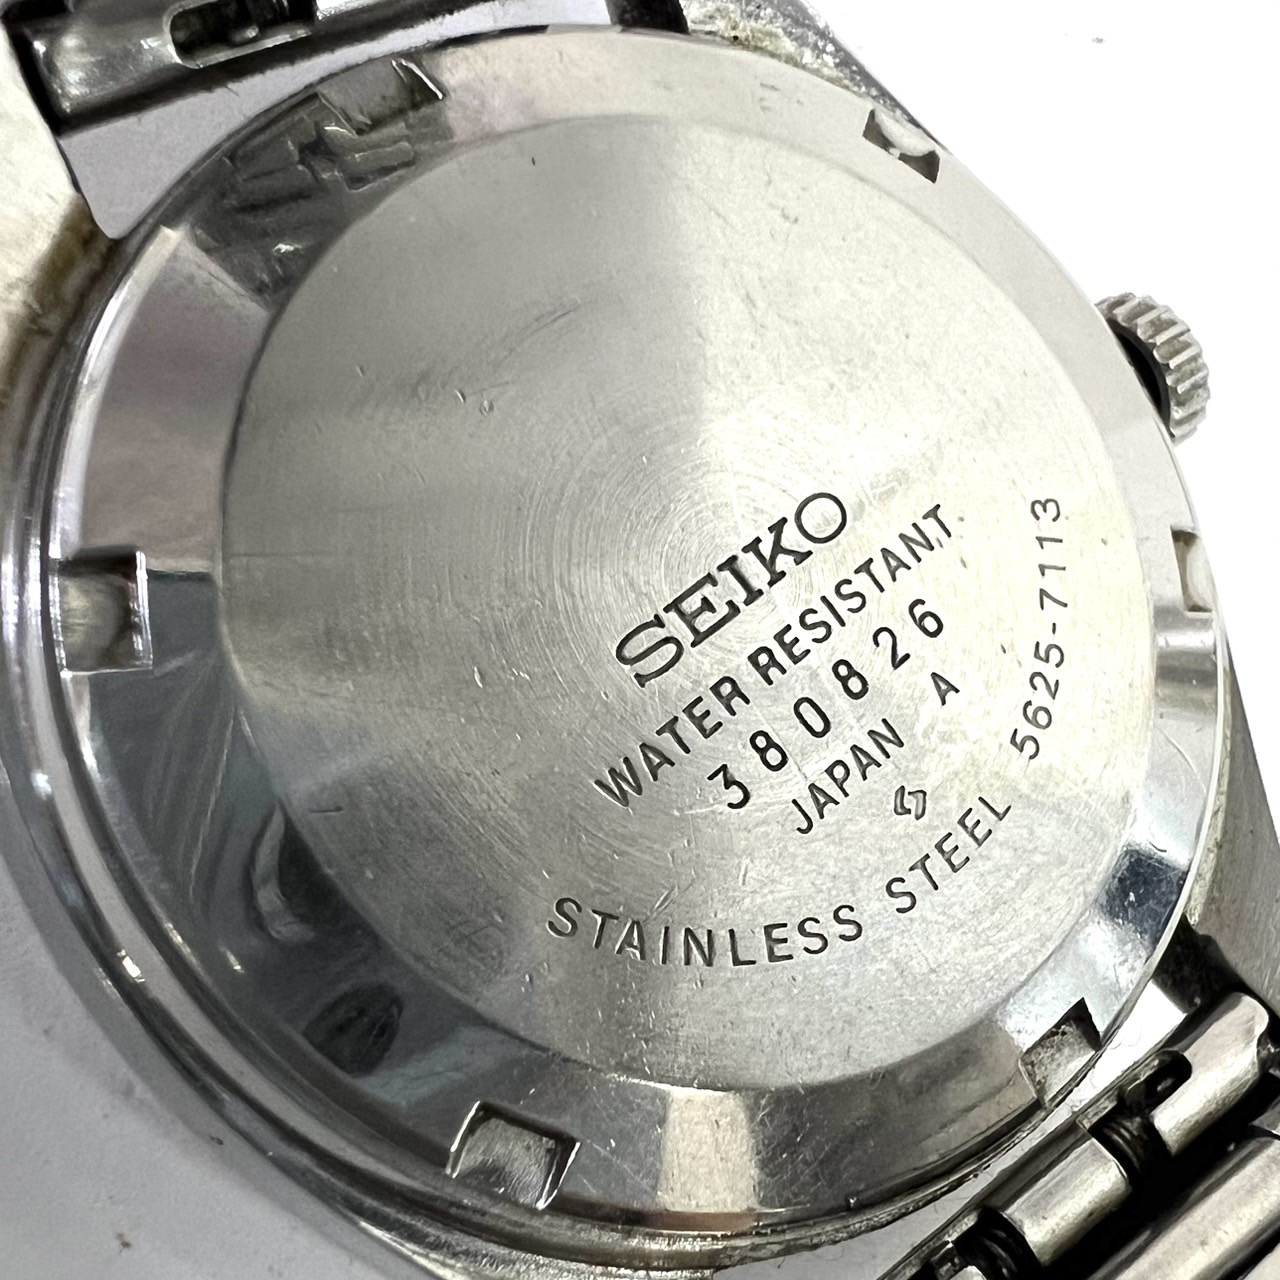 SEIKO
WATER RESISTANT
380826
JAPAN A
STAINLESS STEEL
5625-7113